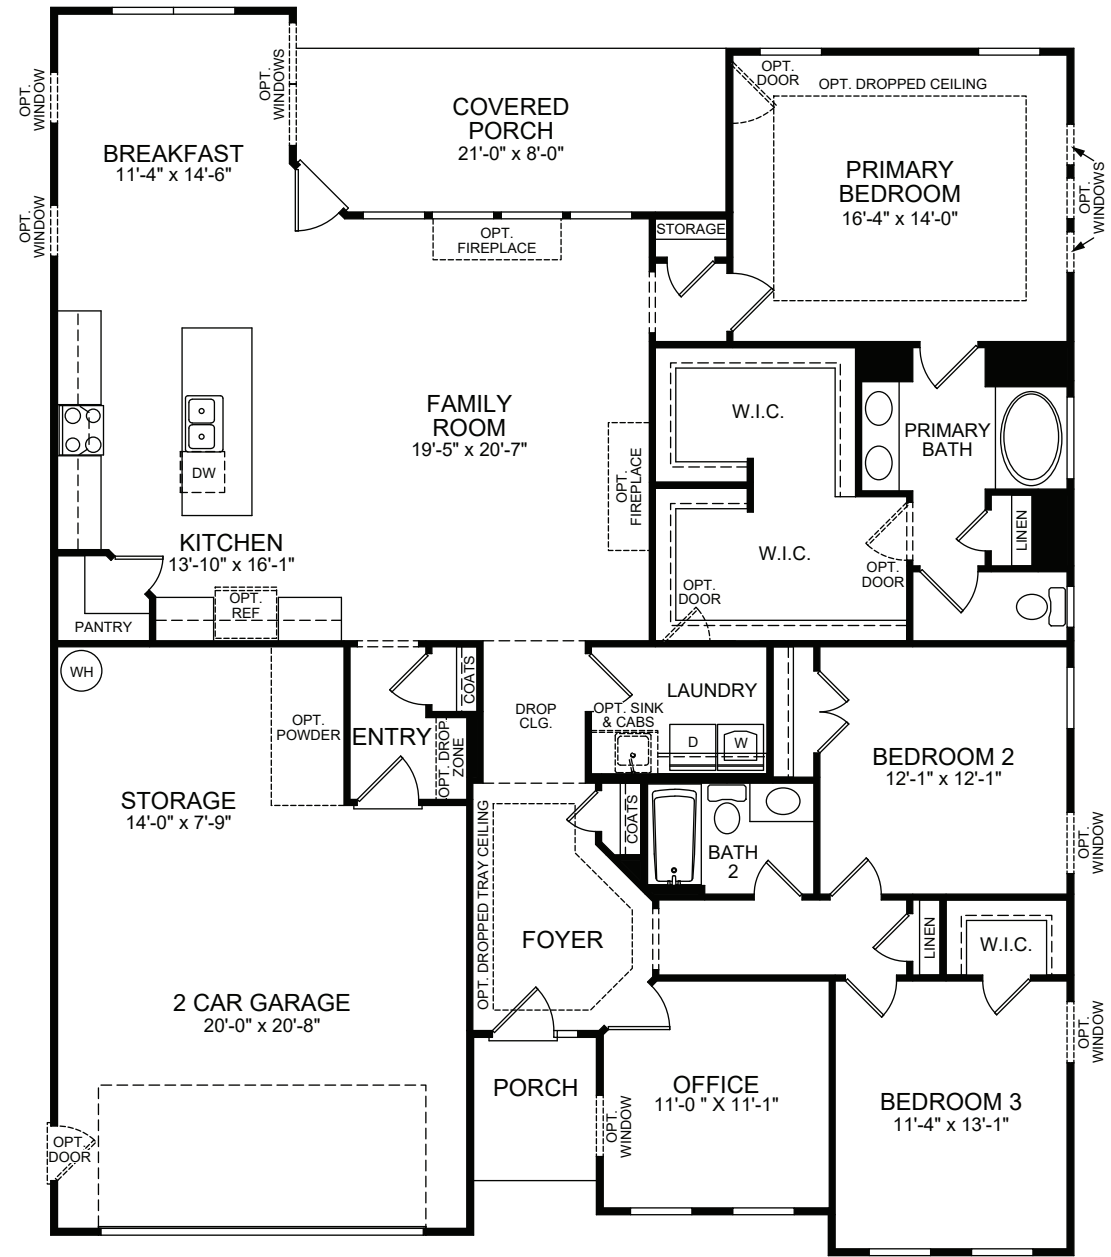 OPT.
WINDOW
OPT.
WINDOWS
BREAKFAST
11'-4" x 14'-6"
OPT.
WINDOW
COVERED
PORCH
21'-0" x 8'-0"
OPT.
DOOR
OPT. DROPPED CEILING
PRIMARY
BEDROOM
16'-4" x 14'-0"
OPT.
WINDOWS
OPT.
FIREPLACE
STORAGE
FAMILY
ROOM
19'-5" x 20'-7"
OPT.
FIREPLACE
W.I.C.
PRIMARY
BATH
DW
KITCHEN
13'-10" x 16'-1"
OPT.
REF
PANTRY
W.I.C.
OPT.
DOOR
OPT.
DOOR
LINEN
WH
OPT.
POWDER
ENTRY
COATS
OPT. DROP
ZONE
DROP
CLG.
LAUNDRY
OPT. SINK
& CABS
D
W
BEDROOM 2
12'-1" x 12'-1"
STORAGE
14'-0" x 7'-9"
OPT. DROPPED TRAY CEILING
COATS
BATH
2
OPT.
WINDOW
FOYER
LINEN
W.I.C.
2 CAR GARAGE
20'-0" x 20'-8"
OPT.
WINDOW
PORCH
OFFICE
11'-0 " X 11'-1"
BEDROOM 3
11'-4" x 13'-1"
OPT.
WINDOW
OPT.
DOOR